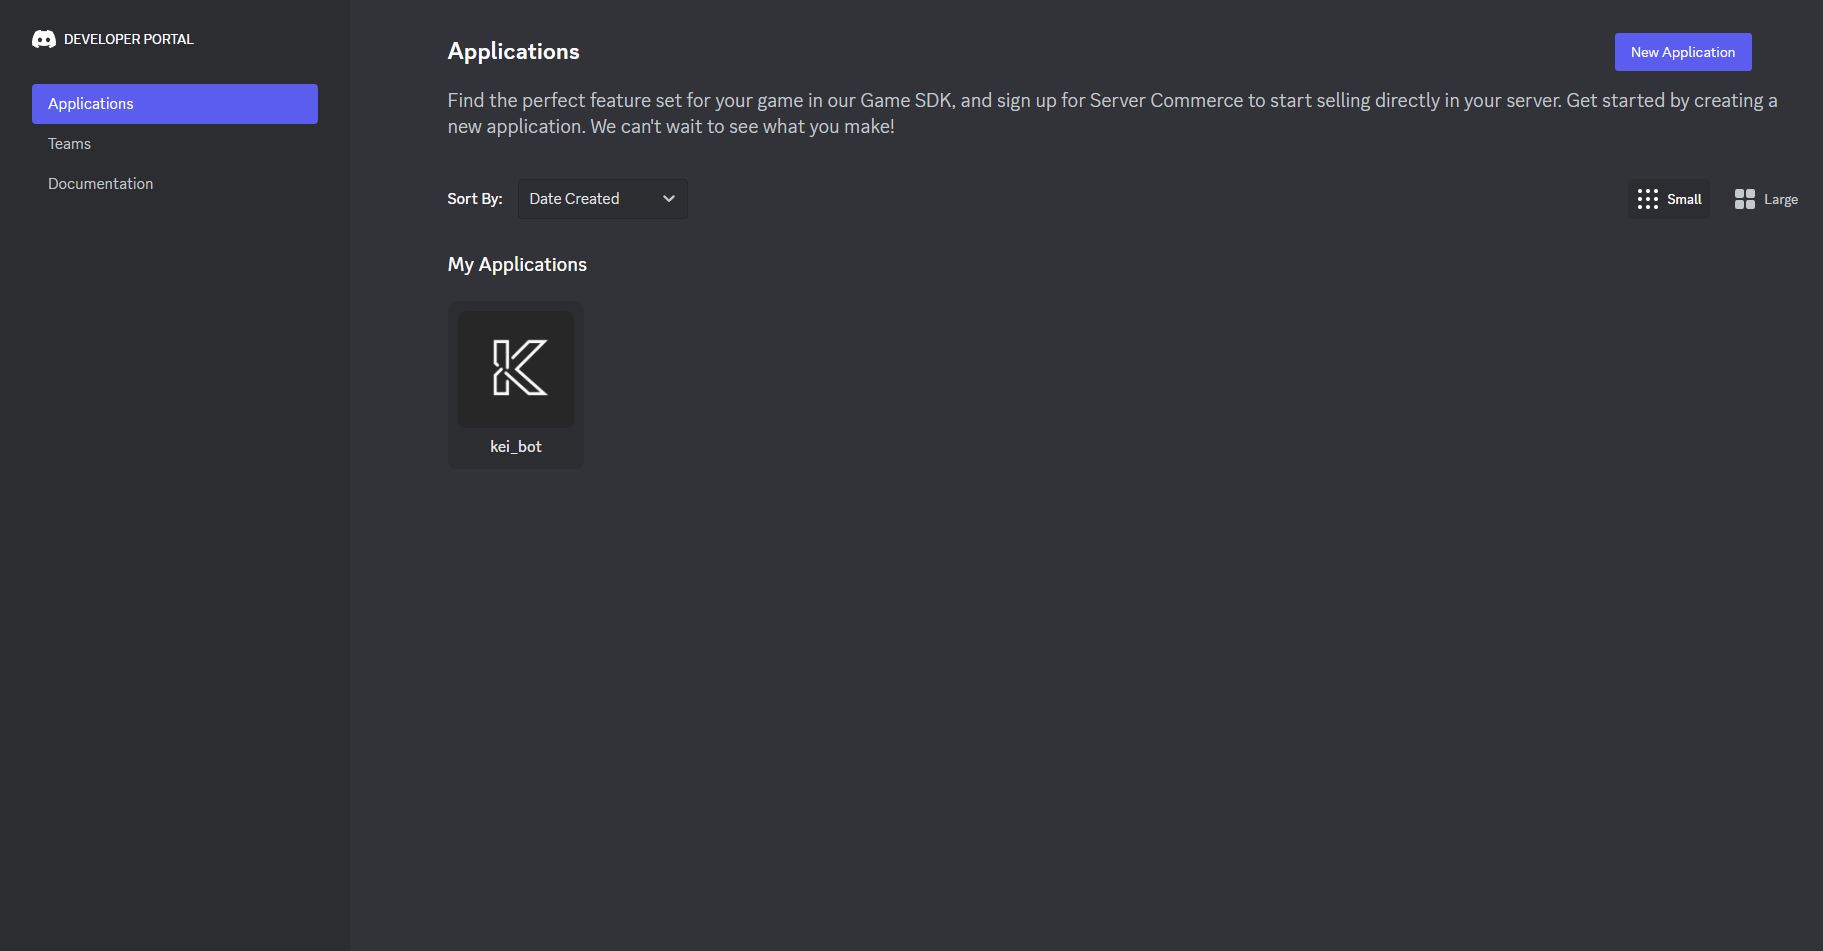 DEVELOPER PORTAL
Applications
Teams
Documentation
Applications
New Application
Find the perfect feature set for your game in our Game SDK, and sign up for Server Commerce to start selling directly in your server. Get started by creating a
new application. We can't wait to see what you make!
Sort By: Date Created
Small Large
My Applications
K
kei_bot